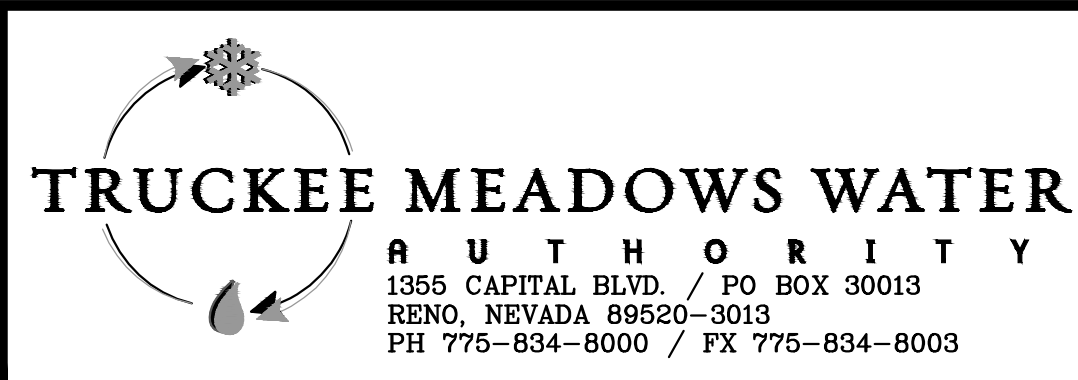 TRUCKEE MEADOWS WATER
AUTHORITY
1355 CAPITAL BLVD. / PO BOX 30013
RENO, NEVADA 89520-3013
PH 775-834-8000 / FX 775-834-8003